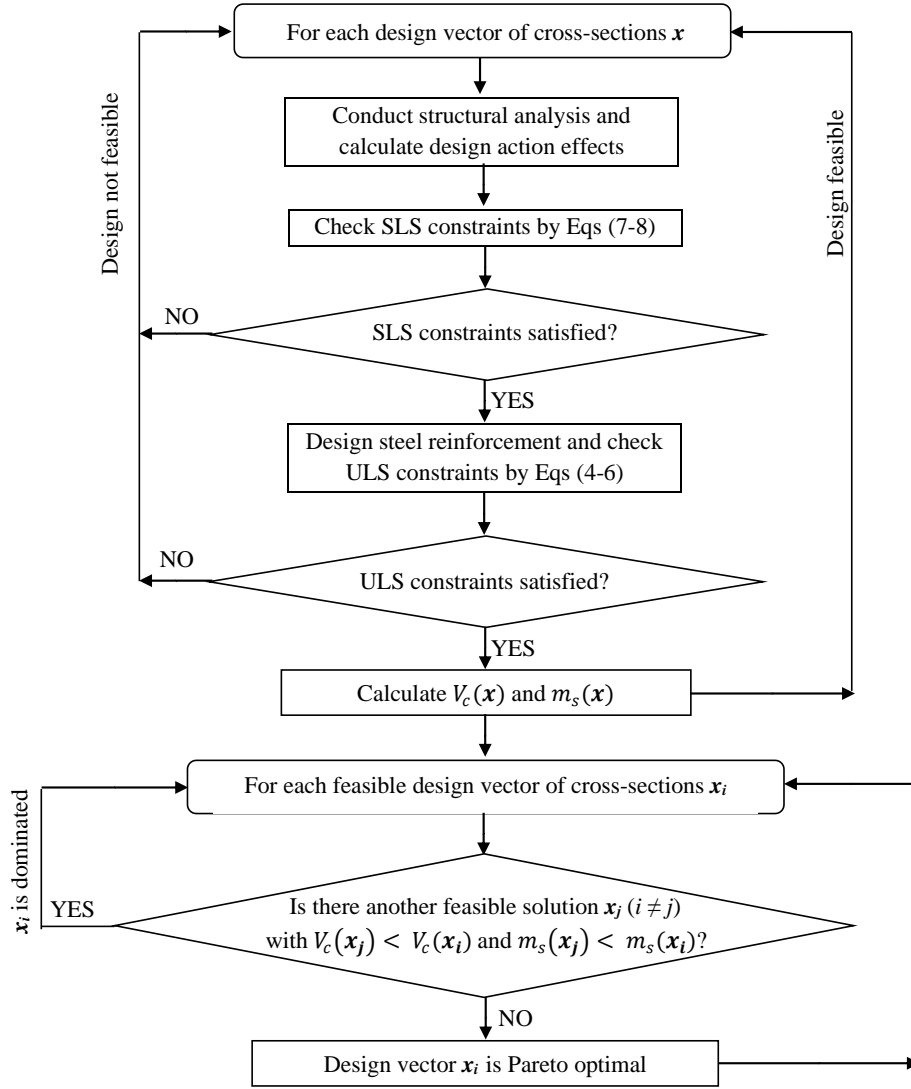 For each design vector of cross-sections x
Conduct structural analysis and
calculate design action effects
Design not feasible
Design feasible
Check SLS constraints by Eqs (7-8)
NO
SLS constraints satisfied?
YES
Design steel reinforcement and check
ULS constraints by Eqs (4-6)
NO
ULS constraints satisfied?
YES
Calculate V_c(x) and m_s(x)
For each feasible design vector of cross-sections x_i
x_i is dominated
YES
Is there another feasible solution x_j (i ≠ j)
with V_c(x_j) < V_c(x_i) and m_s(x_j) < m_s(x_i)?
NO
Design vector x_i is Pareto optimal